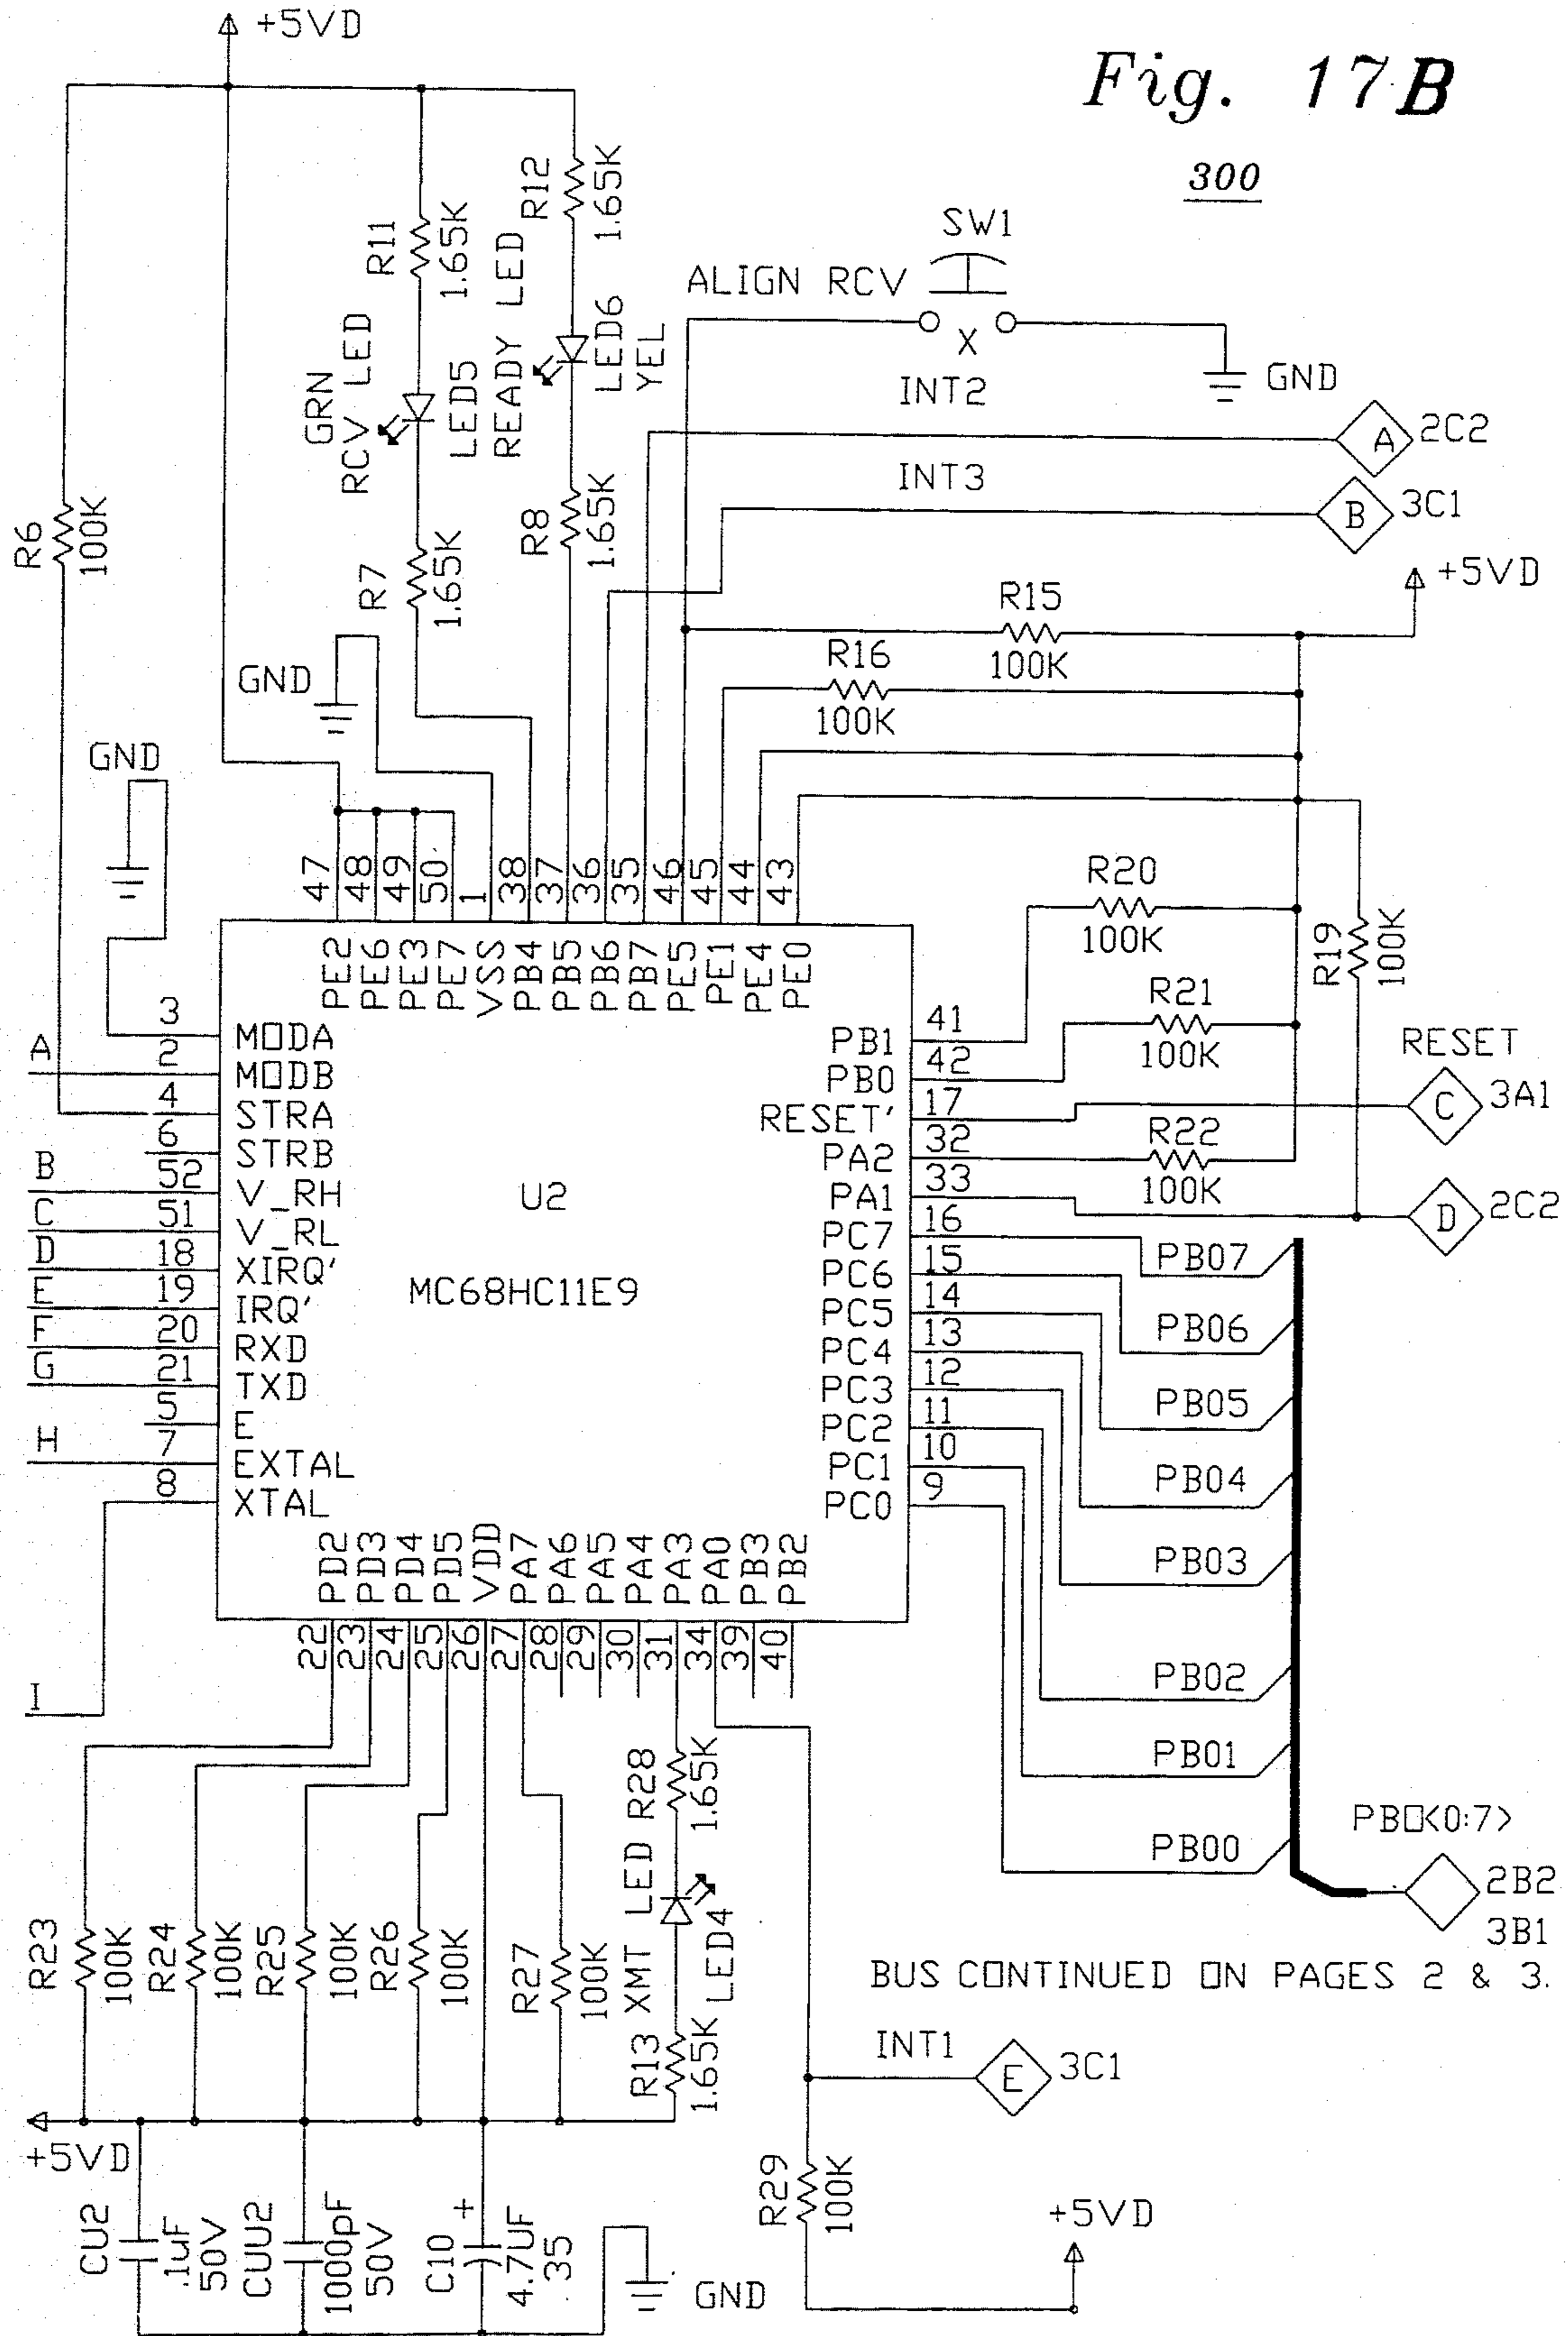 +5VD
Fig. 17B
300
R12
1.65K
R11
1.65K
SW1
ALIGN RCV
X
GND
GRN
RCV LED
LED5
READY LED
LED6
YEL
INT2
A
2C2
INT3
B
3C1
R6
100K
R7
1.65K
R8
1.65K
+5VD
R15
100K
R16
100K
GND
GND
47
48
49
50
1
38
37
36
35
46
45
44
43
PE2
PE6
PE3
PE7
VSS
PB4
PB5
PB6
PB7
PE5
PE1
PE4
PE0
R20
100K
R19
100K
R21
100K
RESET
C
3A1
R22
100K
D
2C2
3
MODA
A
2
MODB
4
STRA
6
STRB
B
52
V_RH
C
51
V_RL
D
18
XIRQ'
E
19
IRQ'
F
20
RXD
G
21
TXD
5
E
H
7
EXTAL
8
XTAL
I
U2
MC68HC11E9
41
PB1
42
PB0
17
RESET'
32
PA2
33
PA1
16
PC7
15
PC6
14
PC5
13
PC4
12
PC3
11
PC2
10
PC1
9
PC0
PB07
PB06
PB05
PB04
PB03
PB02
PB01
PB00
PBO<0:7>
2B2
3B1
BUS CONTINUED ON PAGES 2 & 3.
PD2
PD3
PD4
PD5
VDD
PA7
PA6
PA5
PA4
PA3
PA0
PB3
PB2
22
23
24
25
26
27
28
29
30
31
34
39
40
R23
100K
R24
100K
R25
100K
R26
100K
R27
100K
R28
1.65K
XMT LED
LED4
R13
1.65K
INT1
E
3C1
+5VD
R29
100K
+5VD
CU2
.1uF
50V
CUU2
1000pF
50V
C10
+
4.7UF
35
GND